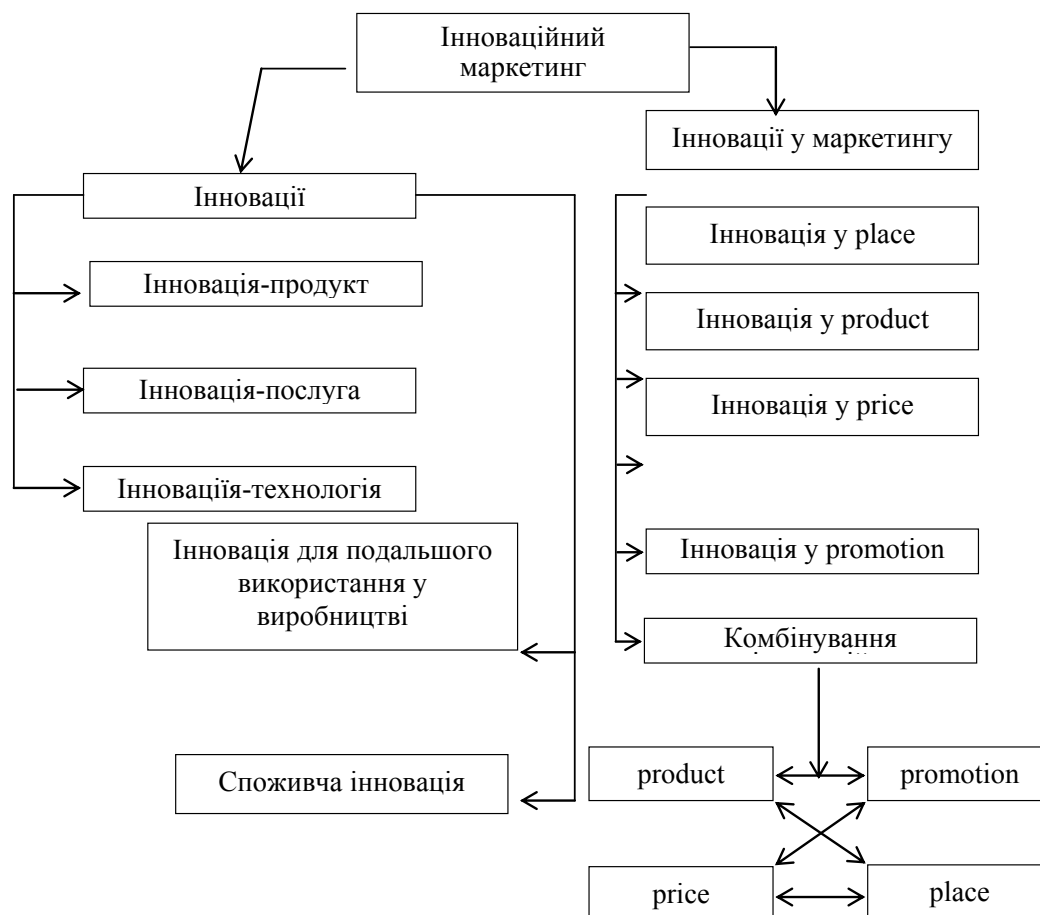 Інноваційний
маркетинг
Інновації у маркетингу
Інновації
Інновація у place
Інновація-продукт
Інновація у product
Інновація-послуга
Інновація у price
Інноваціїя-технологія
Інновація для подальшого
використання у
виробництві
Інновація у promotion
Комбінування
Споживча інновація
product
promotion
price
place